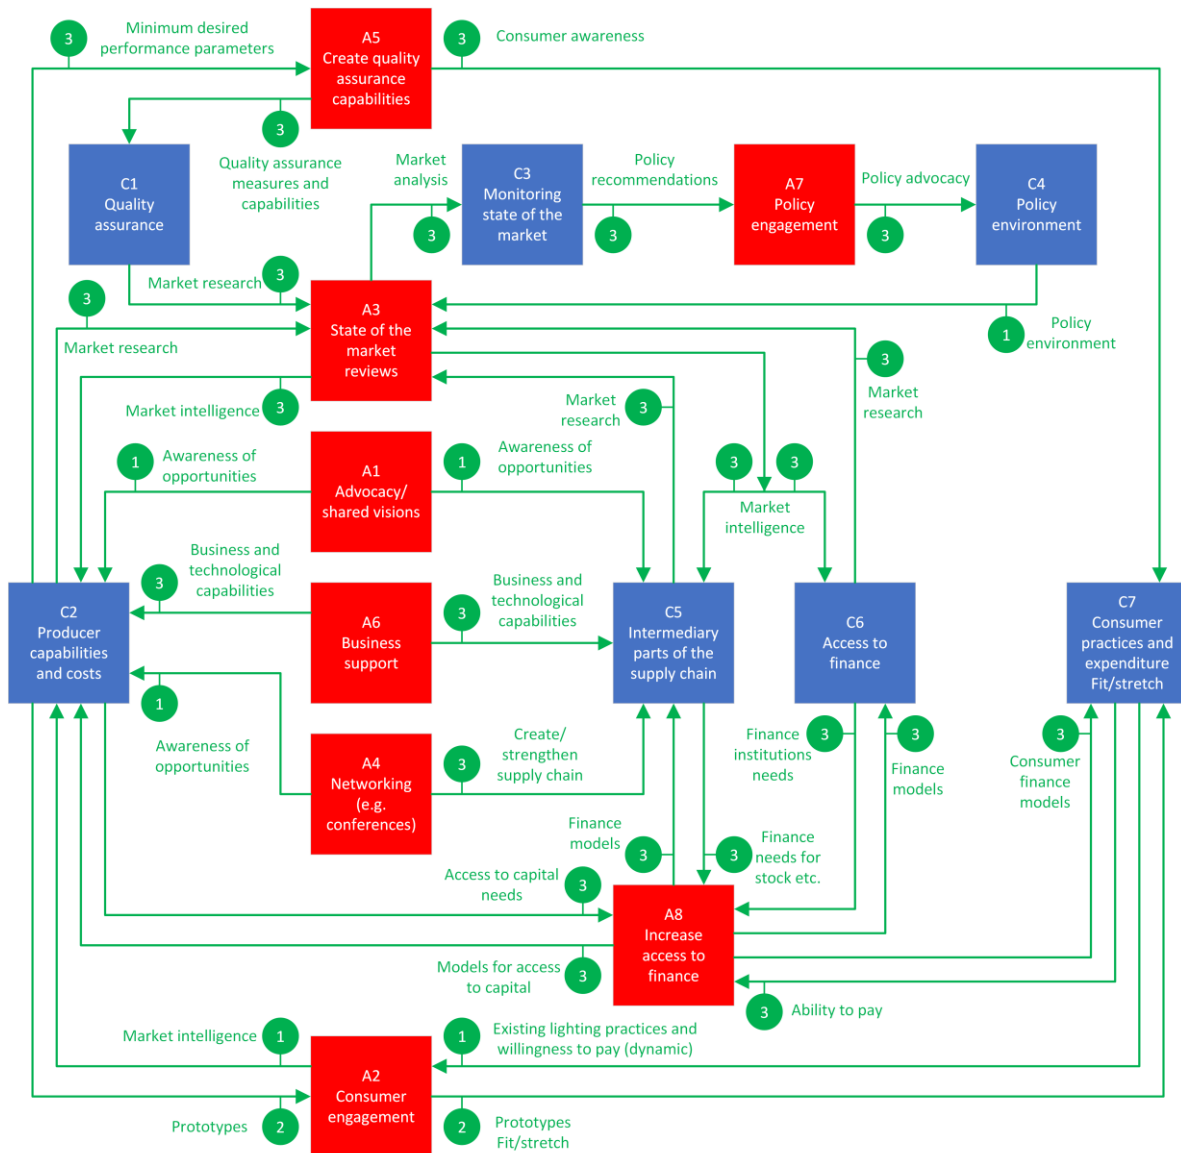 3
Minimum desired
performance parameters
A5
Create quality
assurance
capabilities
3
Consumer awareness
3
Quality assurance
measures and
capabilities
C1
Quality
assurance
Market
analysis
3
C3
Monitoring
state of the
market
Policy
recommendations
3
A7
Policy
engagement
Policy advocacy
3
C4
Policy
environment
Market research
3
3
Market research
A3
State of the
market
reviews
1
Policy
environment
3
Market
research
Market intelligence
3
Market
research
3
1
Awareness of
opportunities
A1
Advocacy/
shared visions
1
Awareness of
opportunities
3
3
Market
intelligence
Business and
technological
capabilities
3
A6
Business
support
3
Business and
technological
capabilities
C2
Producer
capabilities
and costs
C5
Intermediary
parts of the
supply chain
C6
Access to
finance
C7
Consumer
practices and
expenditure
Fit/stretch
1
Awareness of
opportunities
A4
Networking
(e.g.
conferences)
3
Create/
strengthen
supply chain
Finance
institutions
needs
3
3
Finance
models
3
Consumer
finance
models
Finance
models
3
3
Finance
needs for
stock etc.
Access to capital
needs
3
A8
Increase
access to
finance
Models for access
to capital
3
3
Ability to pay
Market intelligence
1
1
Existing lighting practices and
willingness to pay (dynamic)
A2
Consumer
engagement
Prototypes
2
2
Prototypes
Fit/stretch